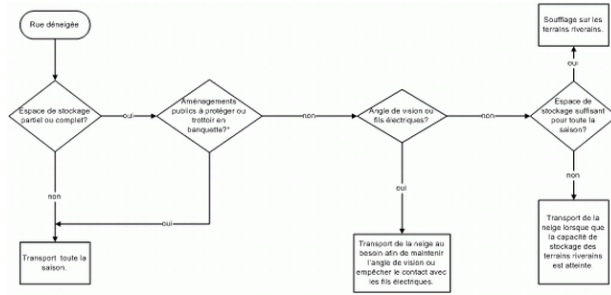 Rue déneigée
Espace de stockage
partiel ou complet?
oui
Aménagements
publics à protéger ou
trottoir en
banquette?*
non
Angle de vision ou
fils électriques?
non
Espace de
stockage suffisant
pour toute la
saison?
oui
Soufflage sur les
terrains riverains.
non
oui
oui
non
Transport toute la
saison.
Transport de la neige au
besoin afin de maintenir
l'angle de vision ou
empêcher le contact avec
les fils électriques.
Transport de la
neige lorsque que
la capacité de
stockage des
terrains riverains
est atteinte